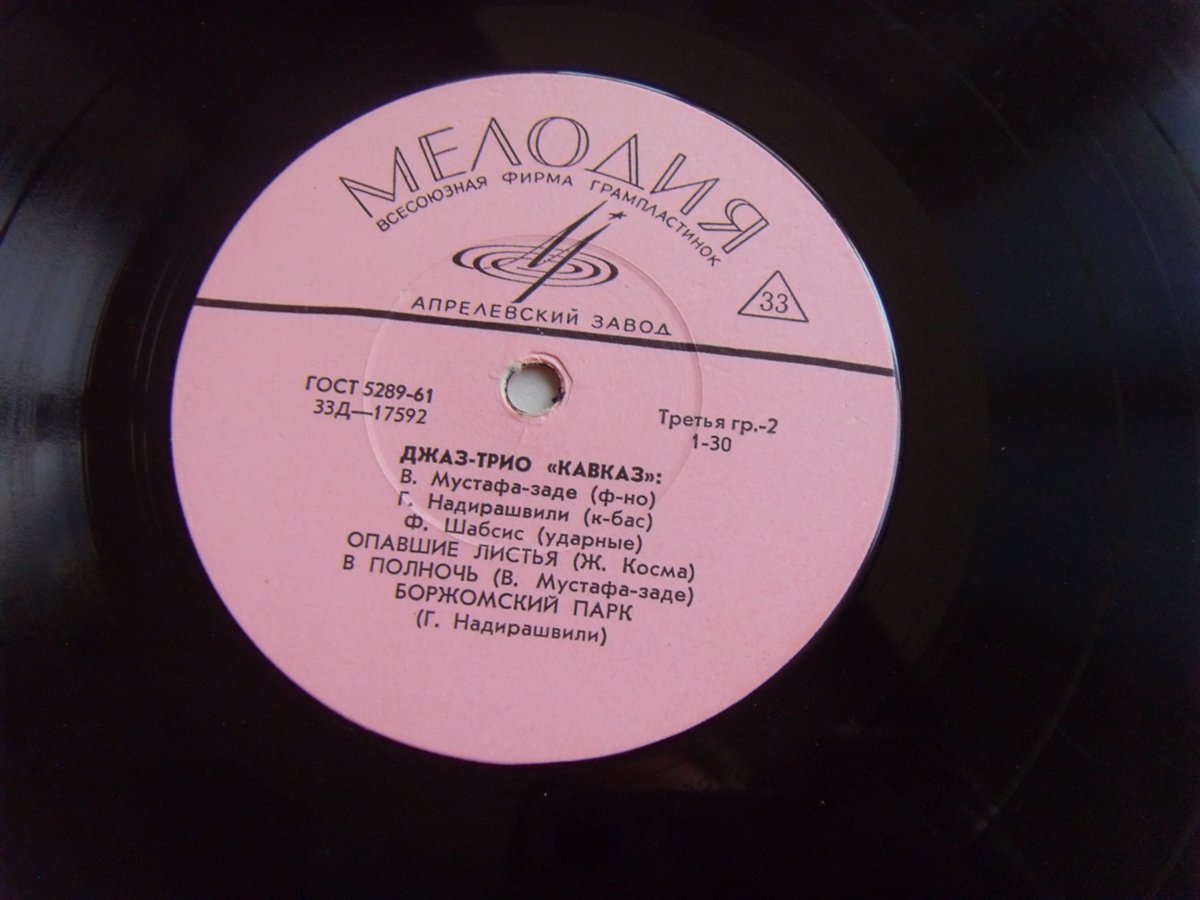 МЕЛОДИЯ
ВСЕСОЮЗНАЯ ФИРМА ГРАМПЛАСТИНОК
33
АПРЕЛЕВСКИЙ ЗАВОД
ГОСТ 5289-61
33Д—17592
Третья гр.-2
1-30
ДЖАЗ-ТРИО «КАВКАЗ»:
В. Мустафа-заде (ф-но)
Г. Надирашвили (к-бас)
Ф. Шабсис (ударные)
ОПАВШИЕ ЛИСТЬЯ (Ж. Косма)
В ПОЛНОЧЬ (В. Мустафа-заде)
БОРЖОМСКИЙ ПАРК
(Г. Надирашвили)